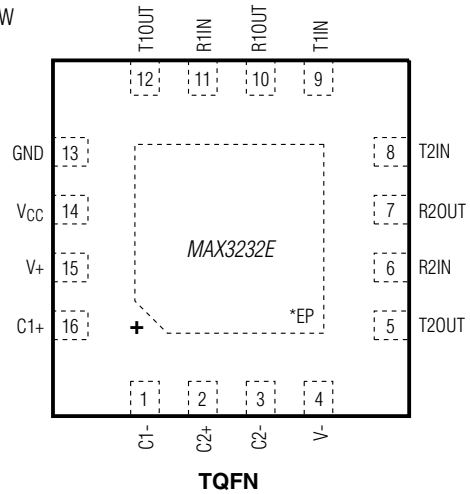 W
T1OUT
R1IN
R1OUT
T1IN
12
11
10
9
GND 13
8 T2IN
VCC 14
7 R2OUT
V+ 15
MAX3232E
6 R2IN
C1+ 16
+
*EP
5 T2OUT
1
2
3
4
C1-
C2+
C2-
V-
TQFN